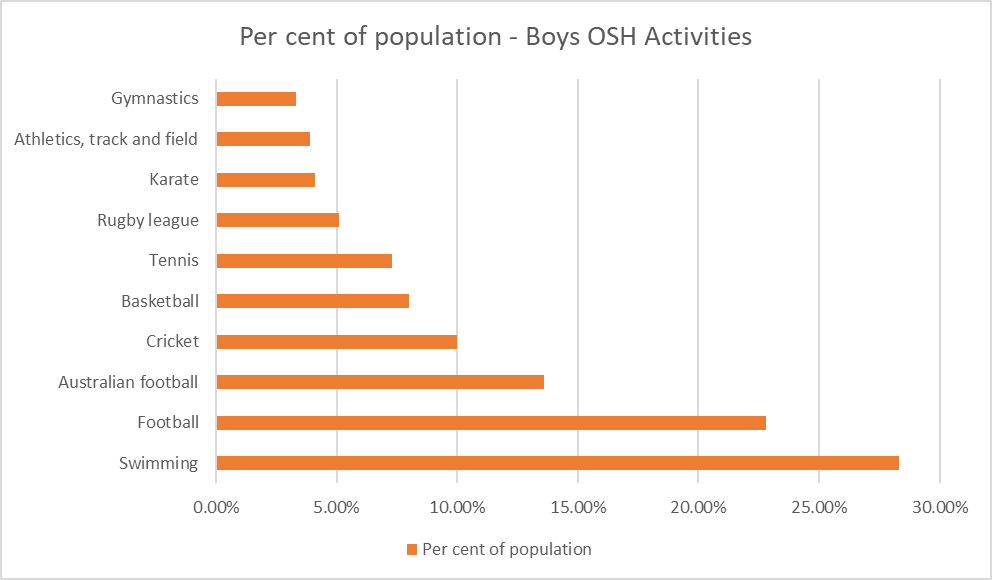 Per cent of population - Boys OSH Activities
Gymnastics
Athletics, track and field
Karate
Rugby league
Tennis
Basketball
Cricket
Australian football
Football
Swimming
0.00% 5.00% 10.00% 15.00% 20.00% 25.00% 30.00%
Per cent of population